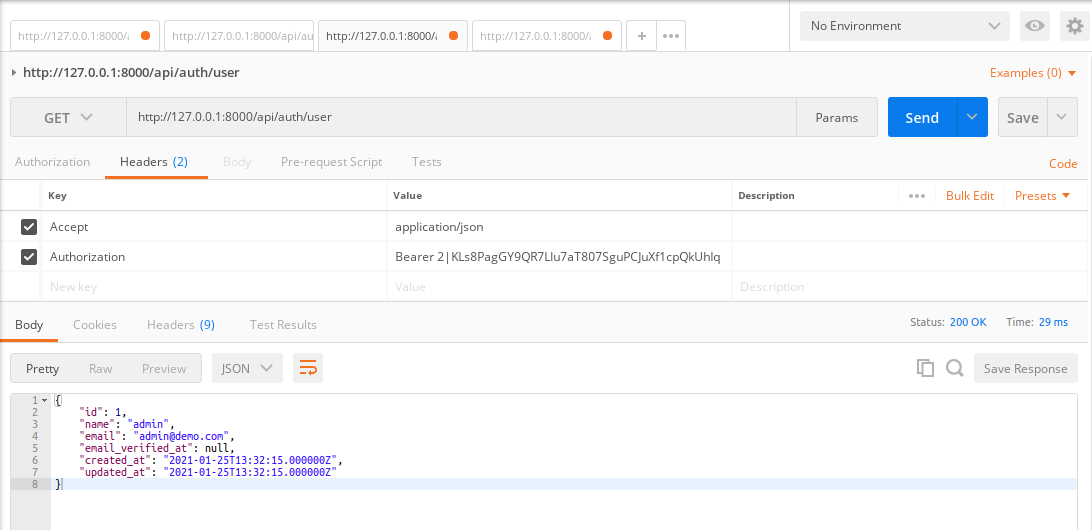 http://127.0.0.1:8000/a http://127.0.0.1:8000/api/au http://127.0.0.1:8000/a http://127.0.0.1:8000/a + ••• No Environment
http://127.0.0.1:8000/api/auth/user Examples (0)
GET http://127.0.0.1:8000/api/auth/user Params Send Save
Authorization Headers (2) Body Pre-request Script Tests Code
Key Value Description ••• Bulk Edit Presets
Accept application/json
Authorization Bearer 2|KLs8PagGY9QR7LIu7aT807SguPCJuXf1cpQkUhIq
New key Value Description
Body Cookies Headers (9) Test Results Status: 200 OK Time: 29 ms
Pretty Raw Preview JSON Save Response
1 {
2 "id": 1,
3 "name": "admin",
4 "email": "admin@demo.com",
5 "email_verified_at": null,
6 "created_at": "2021-01-25T13:32:15.000000Z",
7 "updated_at": "2021-01-25T13:32:15.000000Z"
8 }